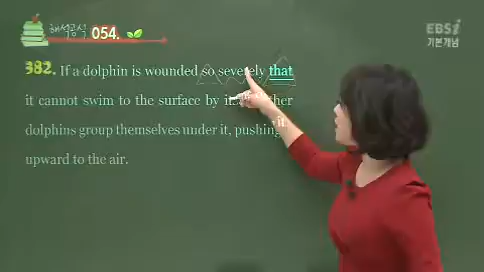 해석공식 054.
EBSi
기본개념
382. If a dolphin is wounded so severely that
it cannot swim to the surface by
dolphins group themselves under it, pushing it
upward to the air.